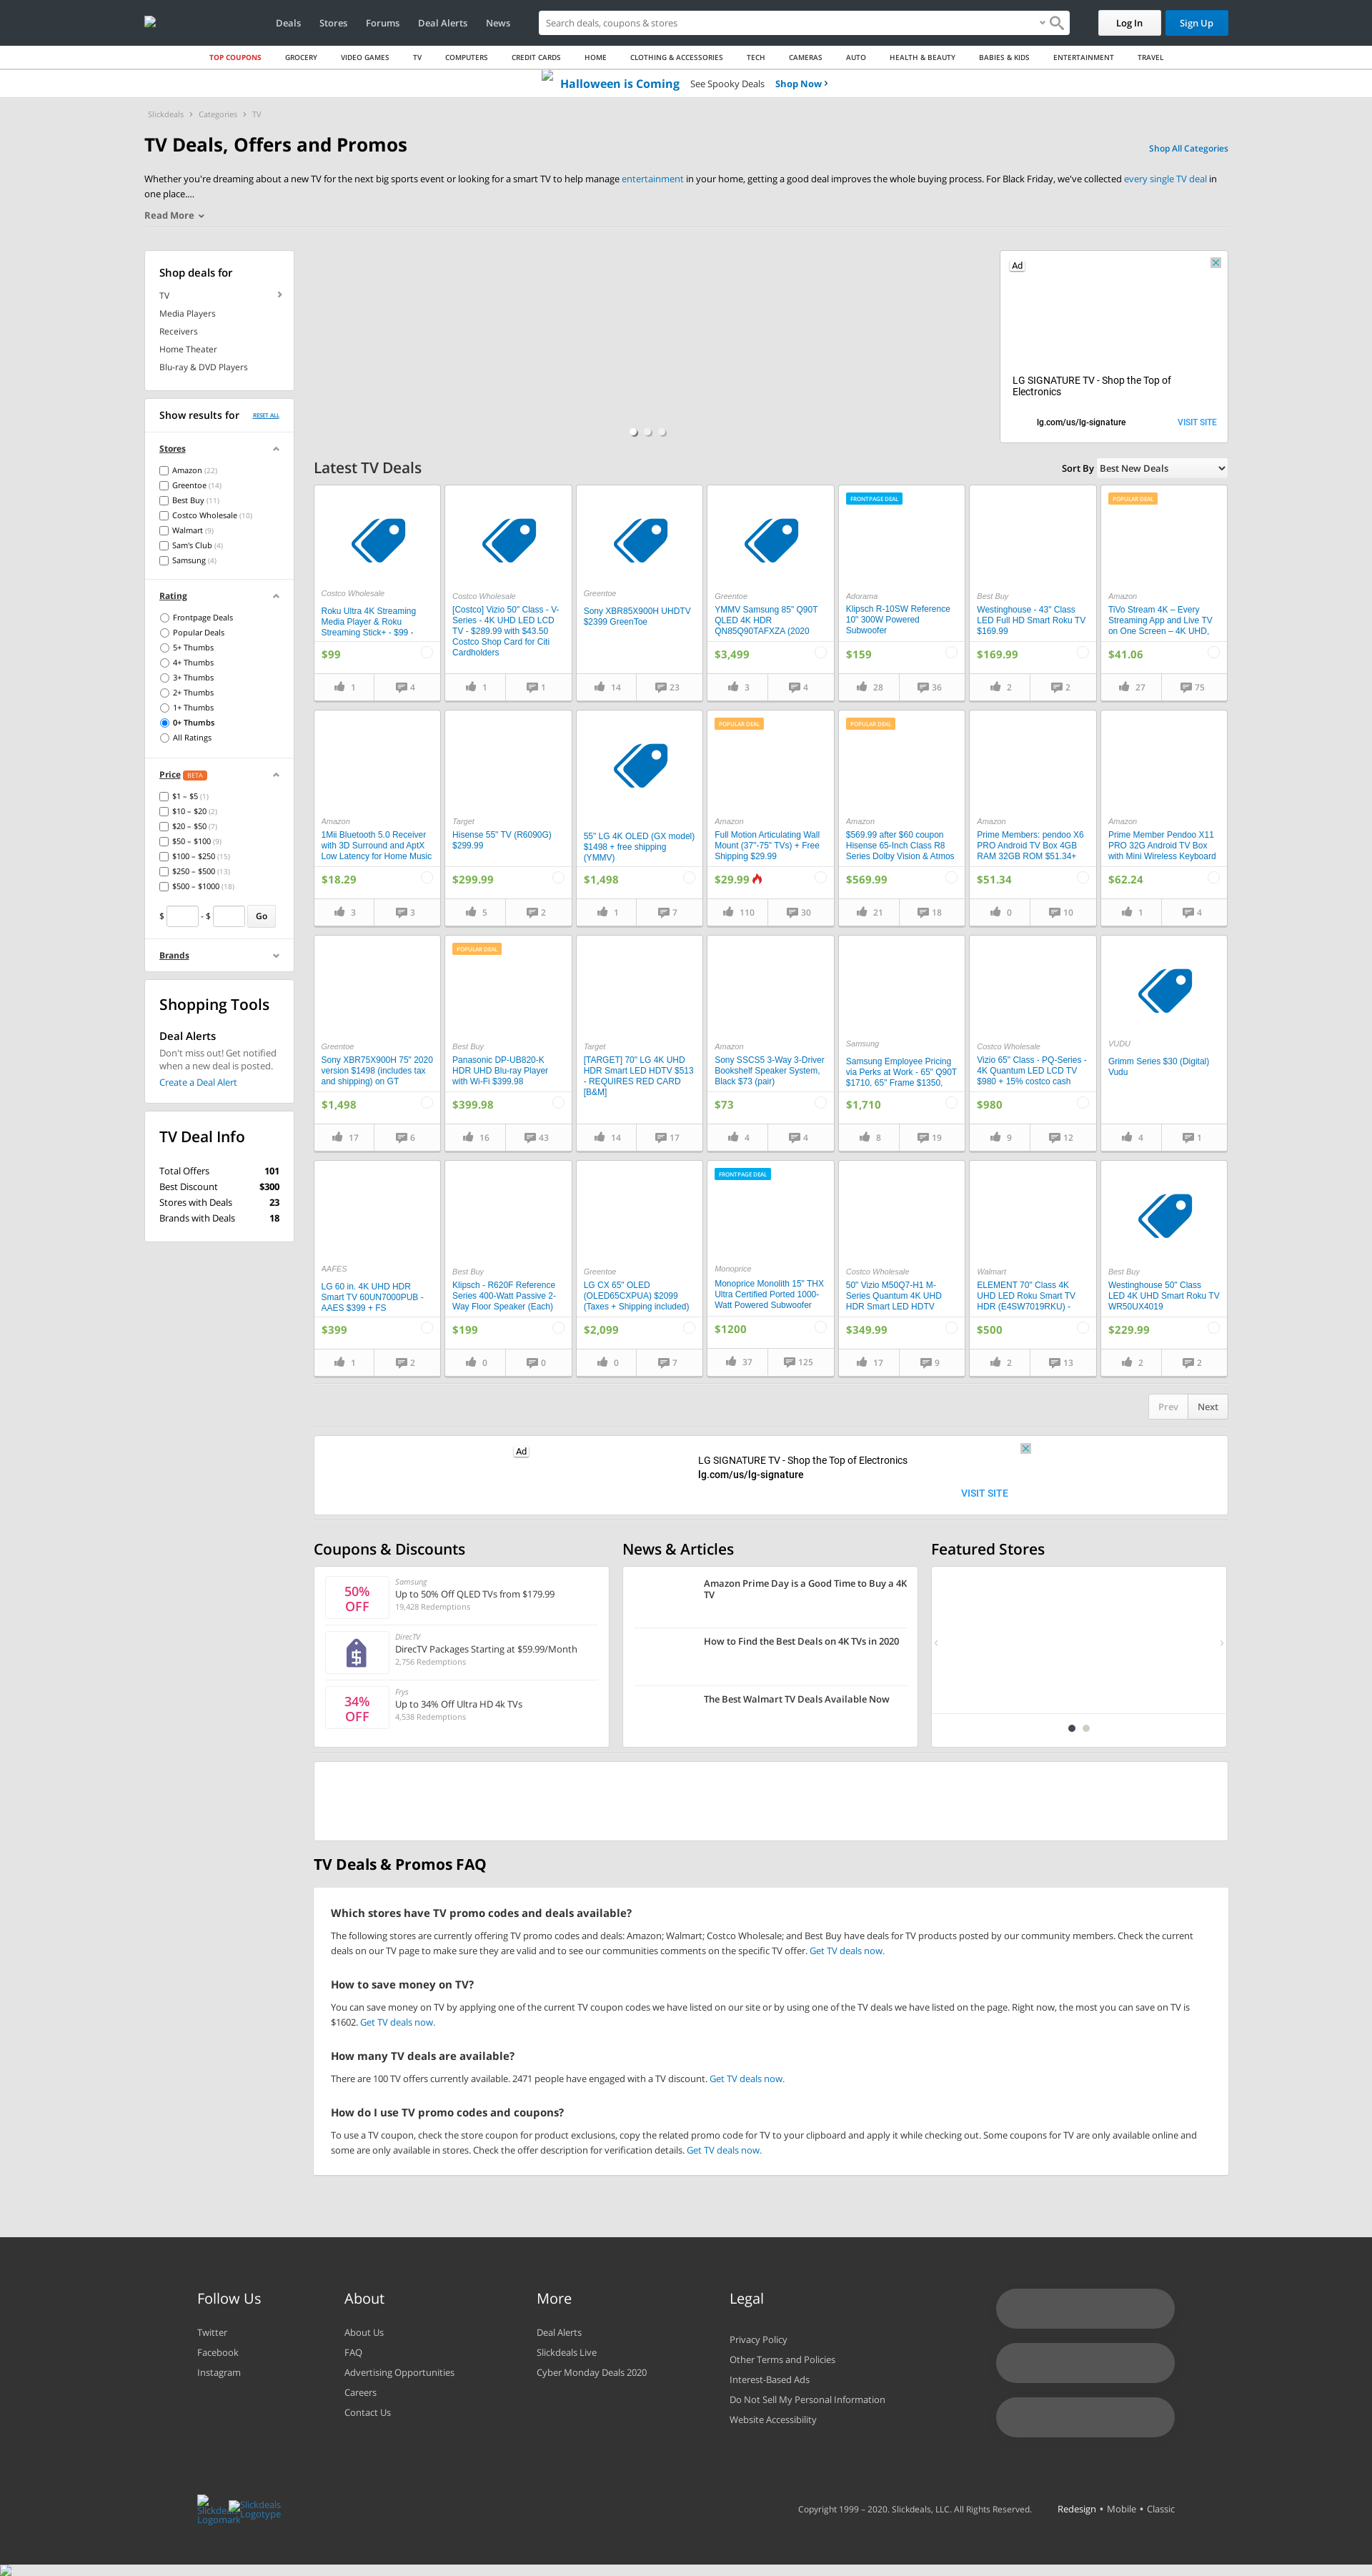 Deals Stores Forums Deal Alerts News Search deals, coupons & stores Log In Sign Up
TOP COUPONS GROCERY VIDEO GAMES TV COMPUTERS CREDIT CARDS HOME CLOTHING & ACCESSORIES TECH CAMERAS AUTO HEALTH & BEAUTY BABIES & KIDS ENTERTAINMENT TRAVEL
Halloween is Coming See Spooky Deals Shop Now
Slickdeals Categories TV
TV Deals, Offers and Promos
Shop All Categories
Whether you're dreaming about a new TV for the next big sports event or looking for a smart TV to help manage entertainment in your home, getting a good deal improves the whole buying process. For Black Friday, we've collected every single TV deal in
one place....
Read More
Shop deals for
TV
Media Players
Receivers
Home Theater
Blu-ray & DVD Players
Show results for RESET ALL
Stores
Amazon (22)
Greentoe (14)
Best Buy (11)
Costco Wholesale (10)
Walmart (9)
Sam's Club (4)
Samsung (4)
Rating
Frontpage Deals
Popular Deals
5+ Thumbs
4+ Thumbs
3+ Thumbs
2+ Thumbs
1+ Thumbs
0+ Thumbs
All Ratings
Price BETA
$1 – $5 (1)
$10 – $20 (2)
$20 – $50 (7)
$50 – $100 (9)
$100 – $250 (15)
$250 – $500 (13)
$500 – $1000 (18)
$ - $ Go
Brands
Shopping Tools
Deal Alerts
Don't miss out! Get notified
when a new deal is posted.
Create a Deal Alert
TV Deal Info
Total Offers 101
Best Discount $300
Stores with Deals 23
Brands with Deals 18
Ad
LG SIGNATURE TV - Shop the Top of
Electronics
lg.com/us/lg-signature VISIT SITE
Latest TV Deals
Sort By Best New Deals
Costco Wholesale
Roku Ultra 4K Streaming
Media Player & Roku
Streaming Stick+ - $99 -
$99
1 4
Costco Wholesale
[Costco] Vizio 50" Class - V-
Series - 4K UHD LED LCD
TV - $289.99 with $43.50
Costco Shop Card for Citi
Cardholders
1 1
Greentoe
Sony XBR85X900H UHDTV
$2399 GreenToe
14 23
Greentoe
YMMV Samsung 85" Q90T
QLED 4K HDR
QN85Q90TAFXZA (2020
$3,499
3 4
FRONTPAGE DEAL
Adorama
Klipsch R-10SW Reference
10" 300W Powered
Subwoofer
$159
28 36
Best Buy
Westinghouse - 43" Class
LED Full HD Smart Roku TV
$169.99
$169.99
2 2
POPULAR DEAL
Amazon
TiVo Stream 4K – Every
Streaming App and Live TV
on One Screen – 4K UHD,
$41.06
27 75
Amazon
1Mii Bluetooth 5.0 Receiver
with 3D Surround and AptX
Low Latency for Home Music
$18.29
3 3
Target
Hisense 55" TV (R6090G)
$299.99
$299.99
5 2
55" LG 4K OLED (GX model)
$1498 + free shipping
(YMMV)
$1,498
1 7
POPULAR DEAL
Amazon
Full Motion Articulating Wall
Mount (37"-75" TVs) + Free
Shipping $29.99
$29.99
110 30
POPULAR DEAL
Amazon
$569.99 after $60 coupon
Hisense 65-Inch Class R8
Series Dolby Vision & Atmos
$569.99
21 18
Amazon
Prime Members: pendoo X6
PRO Android TV Box 4GB
RAM 32GB ROM $51.34+
$51.34
0 10
Amazon
Prime Member Pendoo X11
PRO 32G Android TV Box
with Mini Wireless Keyboard
$62.24
1 4
Greentoe
Sony XBR75X900H 75" 2020
version $1498 (includes tax
and shipping) on GT
$1,498
17 6
POPULAR DEAL
Best Buy
Panasonic DP-UB820-K
HDR UHD Blu-ray Player
with Wi-Fi $398.98
$399.98
16 43
Target
[TARGET] 70" LG 4K UHD
HDR Smart LED HDTV $513
- REQUIRES RED CARD
[B&M]
14 17
Amazon
Sony SSCS5 3-Way 3-Driver
Bookshelf Speaker System,
Black $73 (pair)
$73
4 4
Samsung
Samsung Employee Pricing
via Perks at Work - 65" Q90T
$1710, 65" Frame $1350,
$1,710
8 19
Costco Wholesale
Vizio 65" Class - PQ-Series -
4K Quantum LED LCD TV
$980 + 15% costco cash
$980
9 12
VUDU
Grimm Series $30 (Digital)
Vudu
4 1
AAFES
LG 60 in. 4K UHD HDR
Smart TV 60UN7000PUB -
AAES $399 + FS
$399
1 2
Best Buy
Klipsch - R620F Reference
Series 400-Watt Passive 2-
Way Floor Speaker (Each)
$199
0 0
Greentoe
LG CX 65" OLED
(OLED65CXPUA) $2099
(Taxes + Shipping included)
$2,099
0 7
FRONTPAGE DEAL
Monoprice
Monoprice Monolith 15" THX
Ultra Certified Ported 1000-
Watt Powered Subwoofer
$1200
37 125
Costco Wholesale
50" Vizio M50Q7-H1 M-
Series Quantum 4K UHD
HDR Smart LED HDTV
$349.99
17 9
Walmart
ELEMENT 70" Class 4K
UHD LED Roku Smart TV
HDR (E4SW7019RKU) -
$500
2 13
Best Buy
Westinghouse 50" Class
LED 4K UHD Smart Roku TV
WR50UX4019
$229.99
2 2
Prev Next
Ad
LG SIGNATURE TV - Shop the Top of Electronics
lg.com/us/lg-signature
VISIT SITE
Coupons & Discounts
50%
OFF
Samsung
Up to 50% Off QLED TVs from $179.99
19,428 Redemptions
DirecTV
DirecTV Packages Starting at $59.99/Month
2,756 Redemptions
34%
OFF
Frys
Up to 34% Off Ultra HD 4k TVs
4,538 Redemptions
News & Articles
Amazon Prime Day is a Good Time to Buy a 4K
TV
How to Find the Best Deals on 4K TVs in 2020
The Best Walmart TV Deals Available Now
Featured Stores
TV Deals & Promos FAQ
Which stores have TV promo codes and deals available?
The following stores are currently offering TV promo codes and deals: Amazon; Walmart; Costco Wholesale; and Best Buy have deals for TV products posted by our community members. Check the current
deals on our TV page to make sure they are valid and to see our communities comments on the specific TV offer. Get TV deals now.
How to save money on TV?
You can save money on TV by applying one of the current TV coupon codes we have listed on our site or by using one of the TV deals we have listed on the page. Right now, the most you can save on TV is
$1602. Get TV deals now.
How many TV deals are available?
There are 100 TV offers currently available. 2471 people have engaged with a TV discount. Get TV deals now.
How do I use TV promo codes and coupons?
To use a TV coupon, check the store coupon for product exclusions, copy the related promo code for TV to your clipboard and apply it while checking out. Some coupons for TV are only available online and
some are only available in stores. Check the offer description for verification details. Get TV deals now.
Follow Us
Twitter
Facebook
Instagram
About
About Us
FAQ
Advertising Opportunities
Careers
Contact Us
More
Deal Alerts
Slickdeals Live
Cyber Monday Deals 2020
Legal
Privacy Policy
Other Terms and Policies
Interest-Based Ads
Do Not Sell My Personal Information
Website Accessibility
Slickdeals
Logomark
Slickdeals
Logotype
Copyright 1999 – 2020. Slickdeals, LLC. All Rights Reserved. Redesign • Mobile • Classic